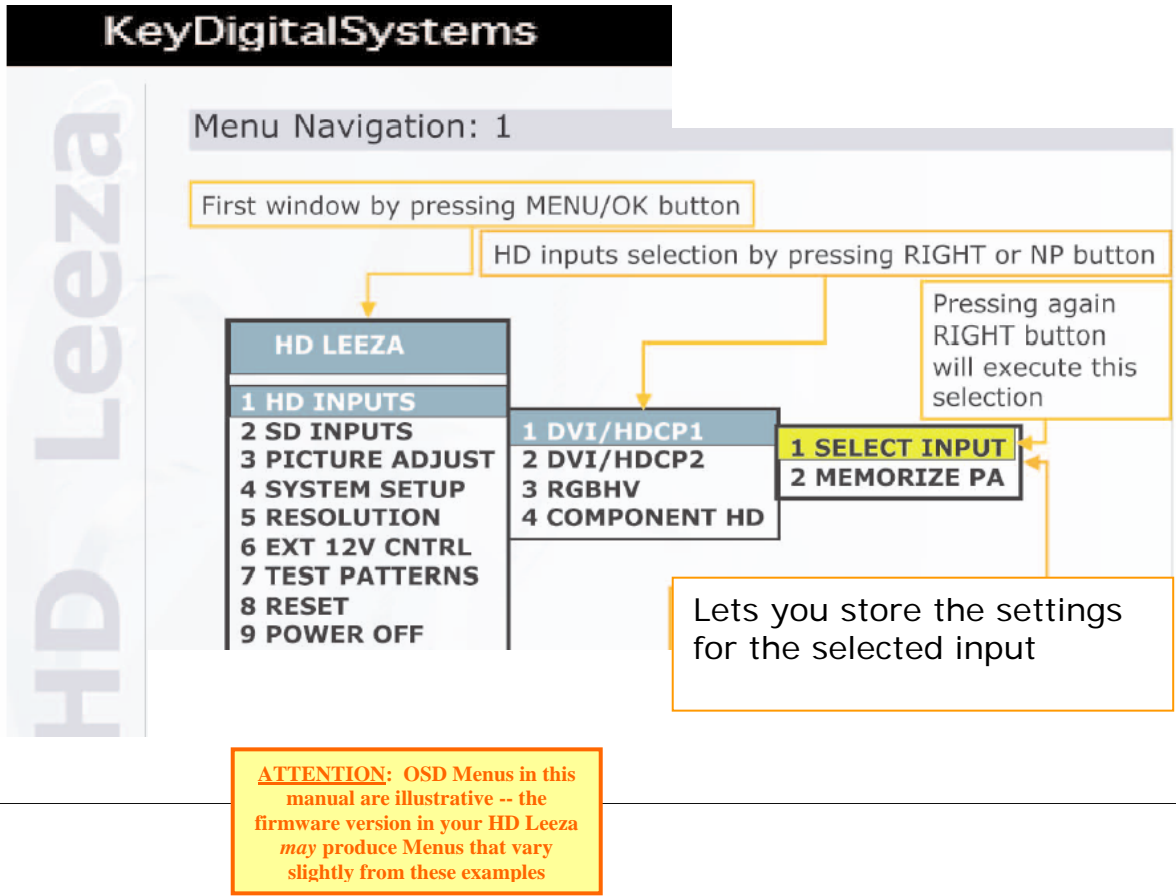 KeyDigitalSystems
HD Leeza
Menu Navigation: 1
First window by pressing MENU/OK button
HD inputs selection by pressing RIGHT or NP button
Pressing again
RIGHT button
will execute this
selection
HD LEEZA
1 HD INPUTS
2 SD INPUTS
3 PICTURE ADJUST
4 SYSTEM SETUP
5 RESOLUTION
6 EXT 12V CNTRL
7 TEST PATTERNS
8 RESET
9 POWER OFF
1 DVI/HDCP1
2 DVI/HDCP2
3 RGBHV
4 COMPONENT HD
1 SELECT INPUT
2 MEMORIZE PA
Lets you store the settings
for the selected input
ATTENTION: OSD Menus in this
manual are illustrative -- the
firmware version in your HD Leeza
may produce Menus that vary
slightly from these examples